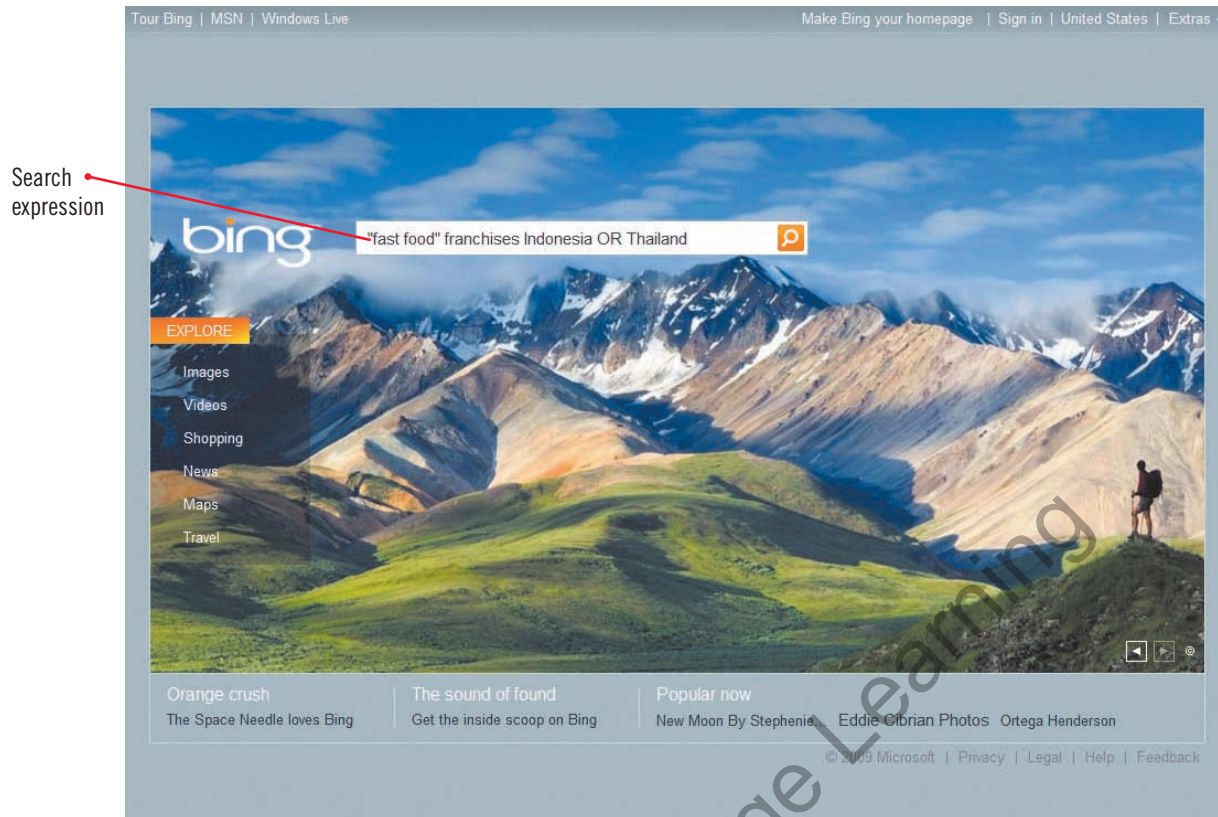 Tour Bing | MSN | Windows Live
Make Bing your homepage | Sign in | United States | Extras
Search
expression
bing
"fast food" franchises Indonesia OR Thailand
EXPLORE
Images
Videos
Shopping
News
Maps
Travel
Orange crush
The Space Needle loves Bing
The sound of found
Get the inside scoop on Bing
Popular now
New Moon By Stephenie... Eddie Cibrian Photos Ortega Henderson
© 2009 Microsoft | Privacy | Legal | Help | Feedback
Learning